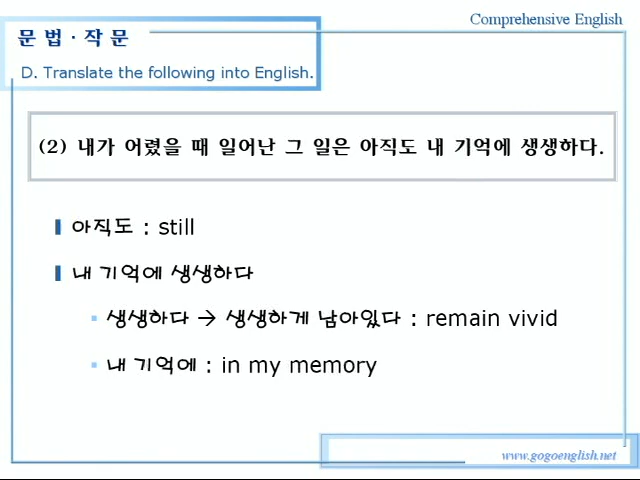 Comprehensive English
문 법 · 작 문
D. Translate the following into English.
(2) 내가 어렸을 때 일어난 그 일은 아직도 내 기억에 생생하다.
아직도 : still
내 기억에 생생하다
생생하다 → 생생하게 남아있다 : remain vivid
내 기억에 : in my memory
www.gogoenglish.net